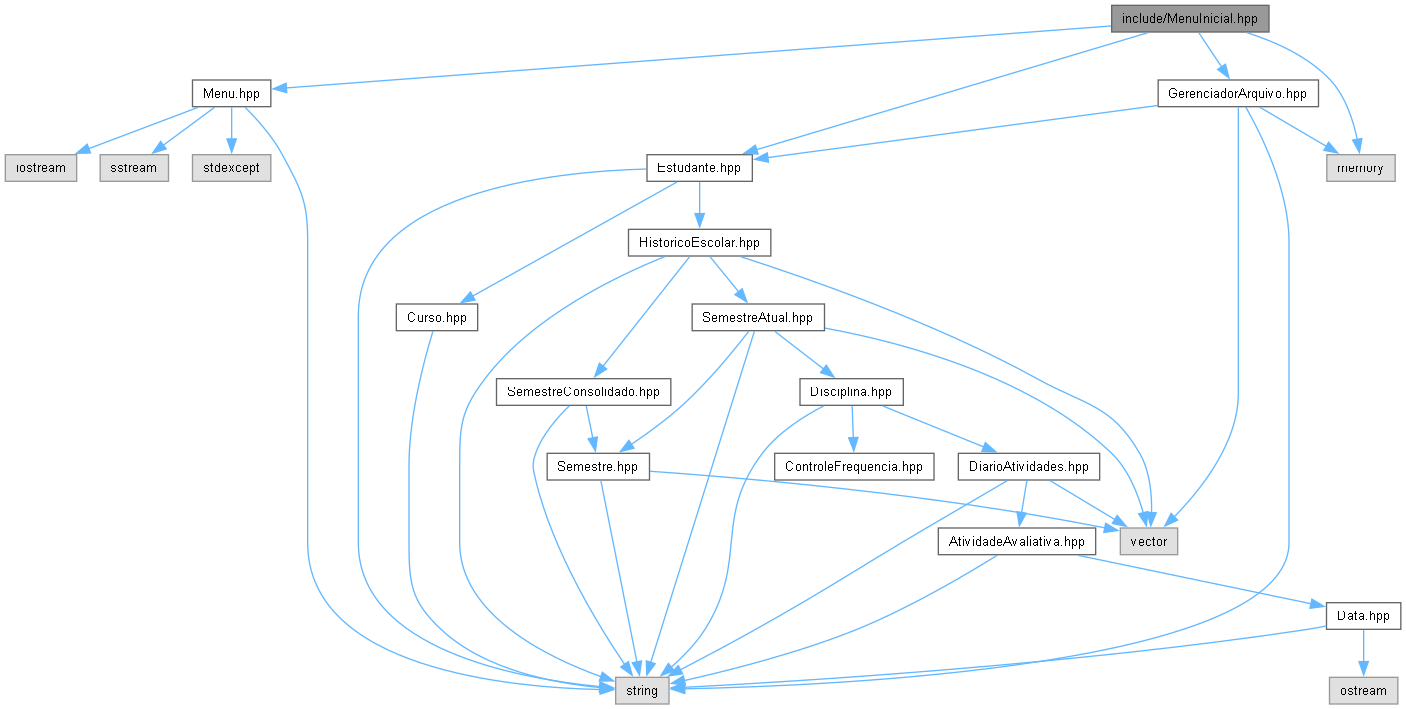 include/MenuInicial.hpp
Menu.hpp
GerenciadorArquivo.hpp
iostream
sstream
stdexcept
Estudante.hpp
memory
HistoricoEscolar.hpp
Curso.hpp
SemestreAtual.hpp
SemestreConsolidado.hpp
Disciplina.hpp
Semestre.hpp
ControleFrequencia.hpp
DiarioAtividades.hpp
AtividadeAvaliativa.hpp
vector
Data.hpp
string
ostream